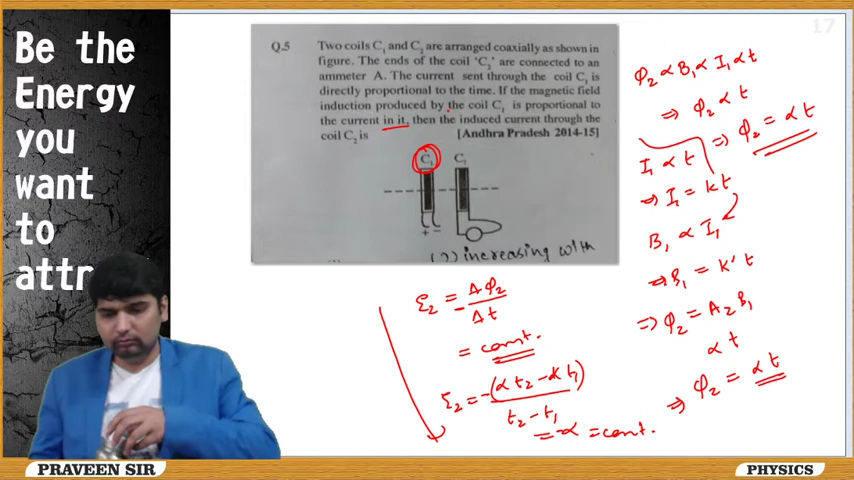 Be the
Energy
you
want
to
attr
17
Q.5 Two coils C₁ and C₂ are arranged coaxially as shown in
figure. The ends of the coil ‘C₂’ are connected to an
ammeter A. The current sent through the coil C₁ is
directly proportional to the time. If the magnetic field
induction produced by the coil C₁ is proportional to
the current in it, then the induced current through the
coil C₂ is [Andhra Pradesh 2014-15]
C₁ C₂
+ −
(2) increasing with
φ₂ ∝ B₁ ∝ I₁ ∝ t
⇒ φ₂ ∝ t
⇒ φ₂ = αt
I₁ ∝ t
⇒ I₁ = Kt
B₁ ∝ I₁
⇒ B₁ = K't
⇒ φ₂ = A₂B₁
∝ t
⇒ φ₂ = αt
ℰ₂ = −Δφ₂/Δt
= const.
ℰ₂ = −(αt₂ − αt₁)/(t₂ − t₁)
= −α = const.
PRAVEEN SIR
PHYSICS